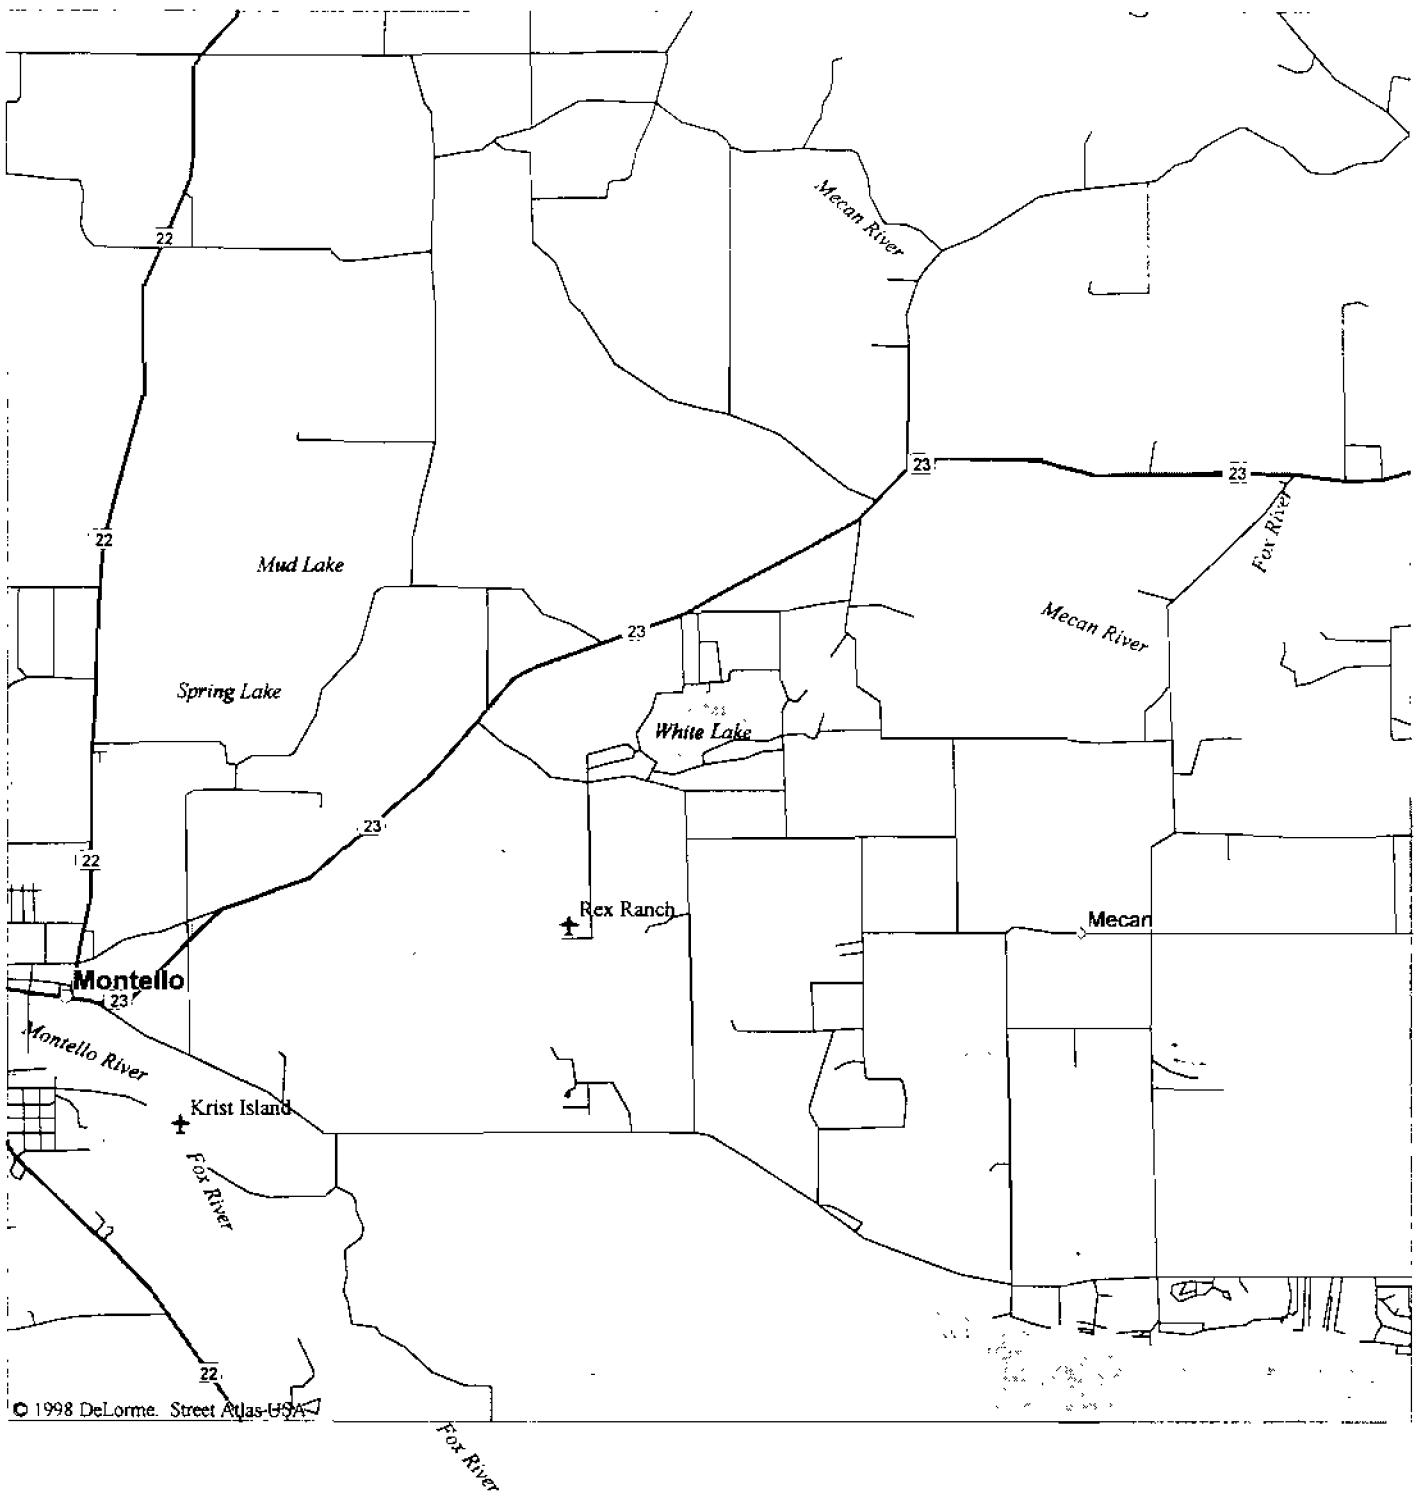 Mecan River
22
23
23
Fox River
22
Mud Lake
Mecan River
23
Spring Lake
White Lake
23
22
Rex Ranch
Mecan
Montello
23
Montello River
Krist Island
Fox River
22
© 1998 DeLorme. Street Atlas USA
Fox River